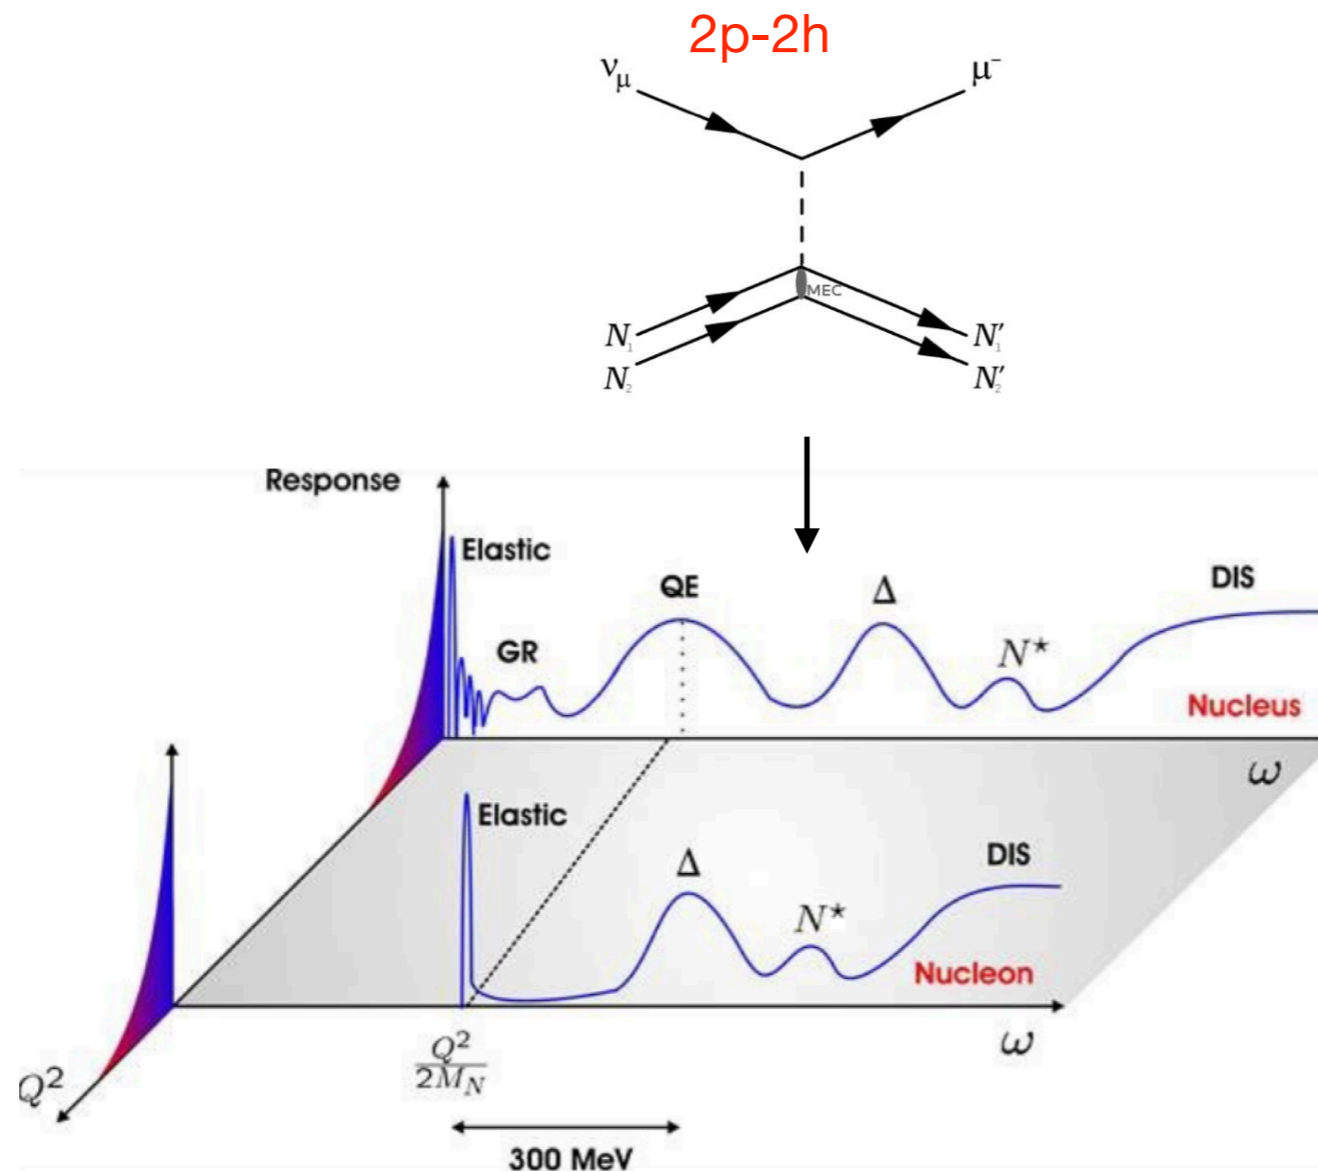 2p-2h
ν_μ
μ⁻
MEC
N₁
N′₁
N₂
N′₂
Response
Elastic
QE
Δ
DIS
GR
N⋆
Nucleus
ω
Elastic
Δ
DIS
N⋆
Nucleon
ω
Q²
Q²
2M_N
300 MeV